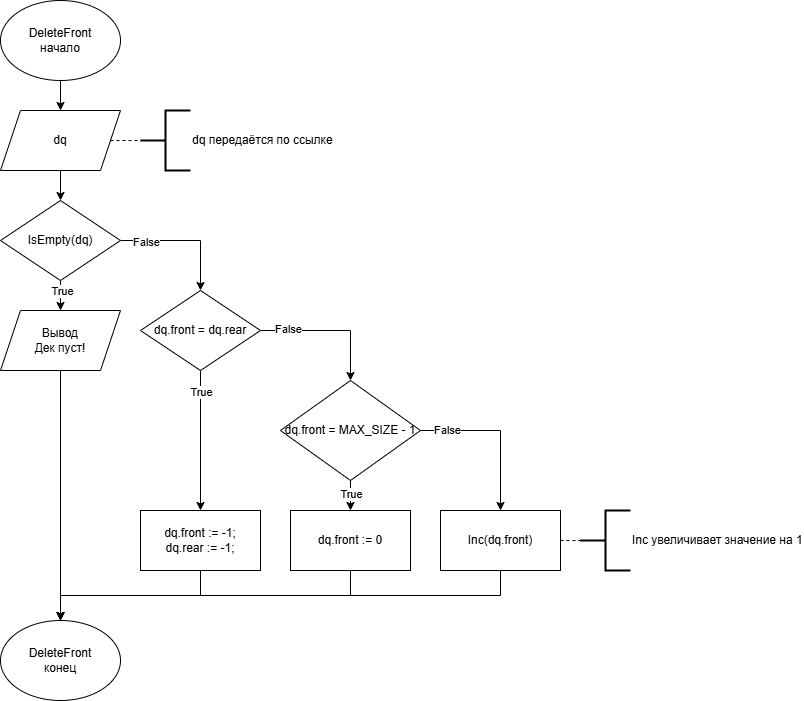 DeleteFront
начало
dq
dq передаётся по ссылке
IsEmpty(dq)
False
True
Вывод
Дек пуст!
dq.front = dq.rear
False
True
dq.front = MAX_SIZE - 1
False
True
dq.front := -1;
dq.rear := -1;
dq.front := 0
Inc(dq.front)
Inc увеличивает значение на 1
DeleteFront
конец